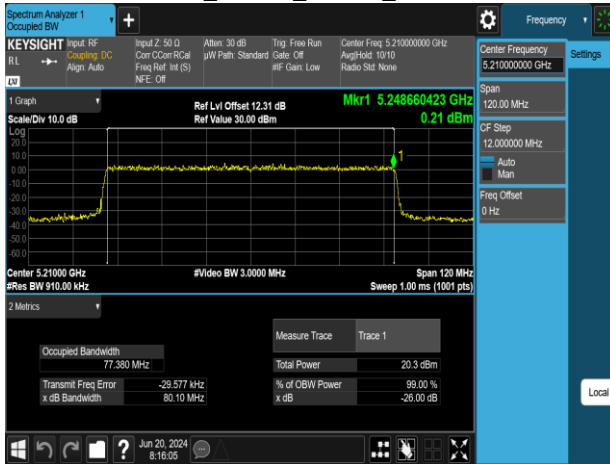 Spectrum Analyzer 1
Occupied BW
Frequency
KEYSIGHT
RL
LXI
Input: RF
Coupling: DC
Align: Auto
Input Z: 50 Ω
Corr CCorr RCal
Freq Ref: Int (S)
NFE: Off
Atten: 30 dB
µW Path: Standard
Trig: Free Run
Gate: Off
#IF Gain: Low
Center Freq: 5.210000000 GHz
Avg|Hold: 10/10
Radio Std: None
Center Frequency
5.210000000 GHz
Settings
Span
120.00 MHz
CF Step
12.000000 MHz
Auto
Man
Freq Offset
0 Hz
1 Graph
Scale/Div 10.0 dB
Ref Lvl Offset 12.31 dB
Ref Value 30.00 dBm
Mkr1 5.248660423 GHz
0.21 dBm
Log
20.0
10.0
0.00
-10.0
-20.0
-30.0
-40.0
-50.0
-60.0
1
Center 5.21000 GHz
#Res BW 910.00 kHz
#Video BW 3.0000 MHz
Span 120 MHz
Sweep 1.00 ms (1001 pts)
2 Metrics
Measure Trace Trace 1
Occupied Bandwidth
77.380 MHz
Total Power 20.3 dBm
Transmit Freq Error -29.577 kHz
% of OBW Power 99.00 %
x dB Bandwidth 80.10 MHz
x dB -26.00 dB
Local
?
Jun 20, 2024
8:16:05